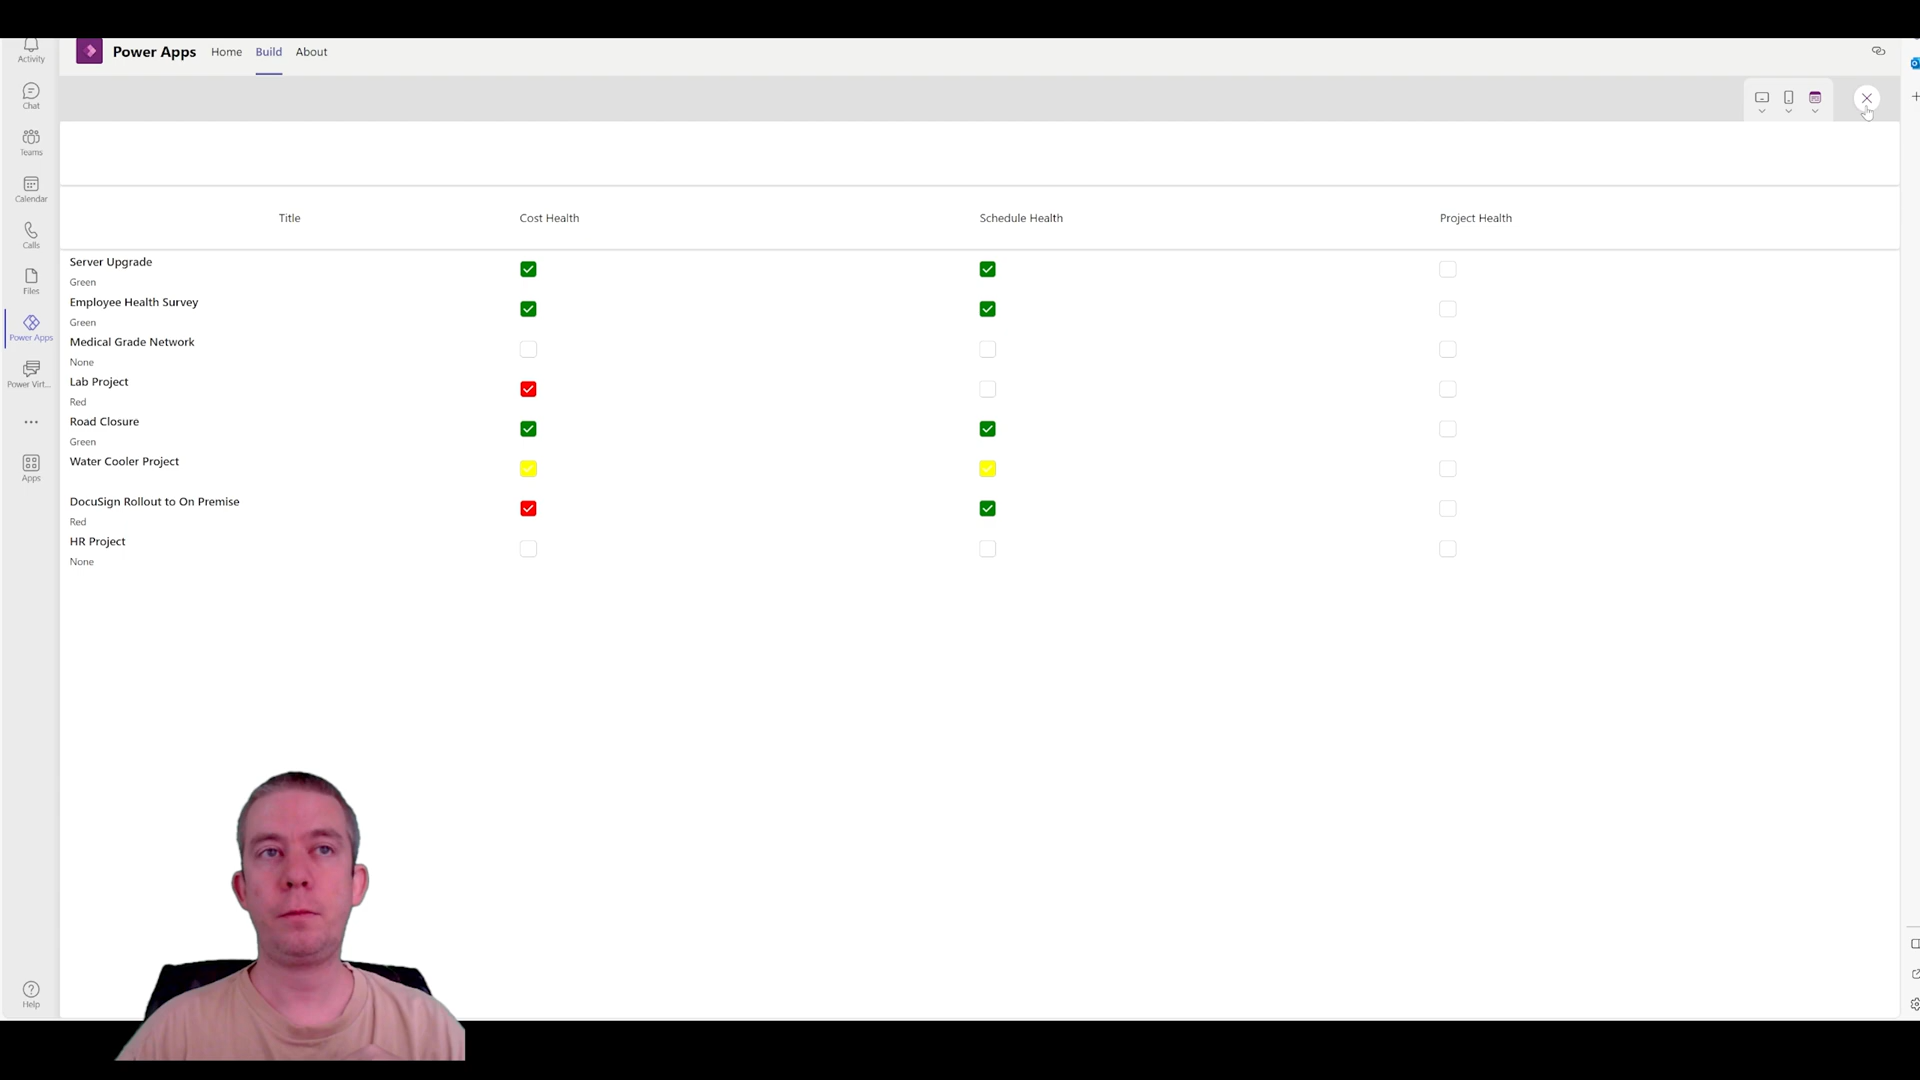 Power Apps Home Build About
Activity
Chat
Teams
Calendar
Calls
Files
Power Apps
Power Virt...
Apps
Help
Title Cost Health Schedule Health Project Health
Server Upgrade
Green
Employee Health Survey
Green
Medical Grade Network
None
Lab Project
Red
Road Closure
Green
Water Cooler Project
DocuSign Rollout to On Premise
Red
HR Project
None